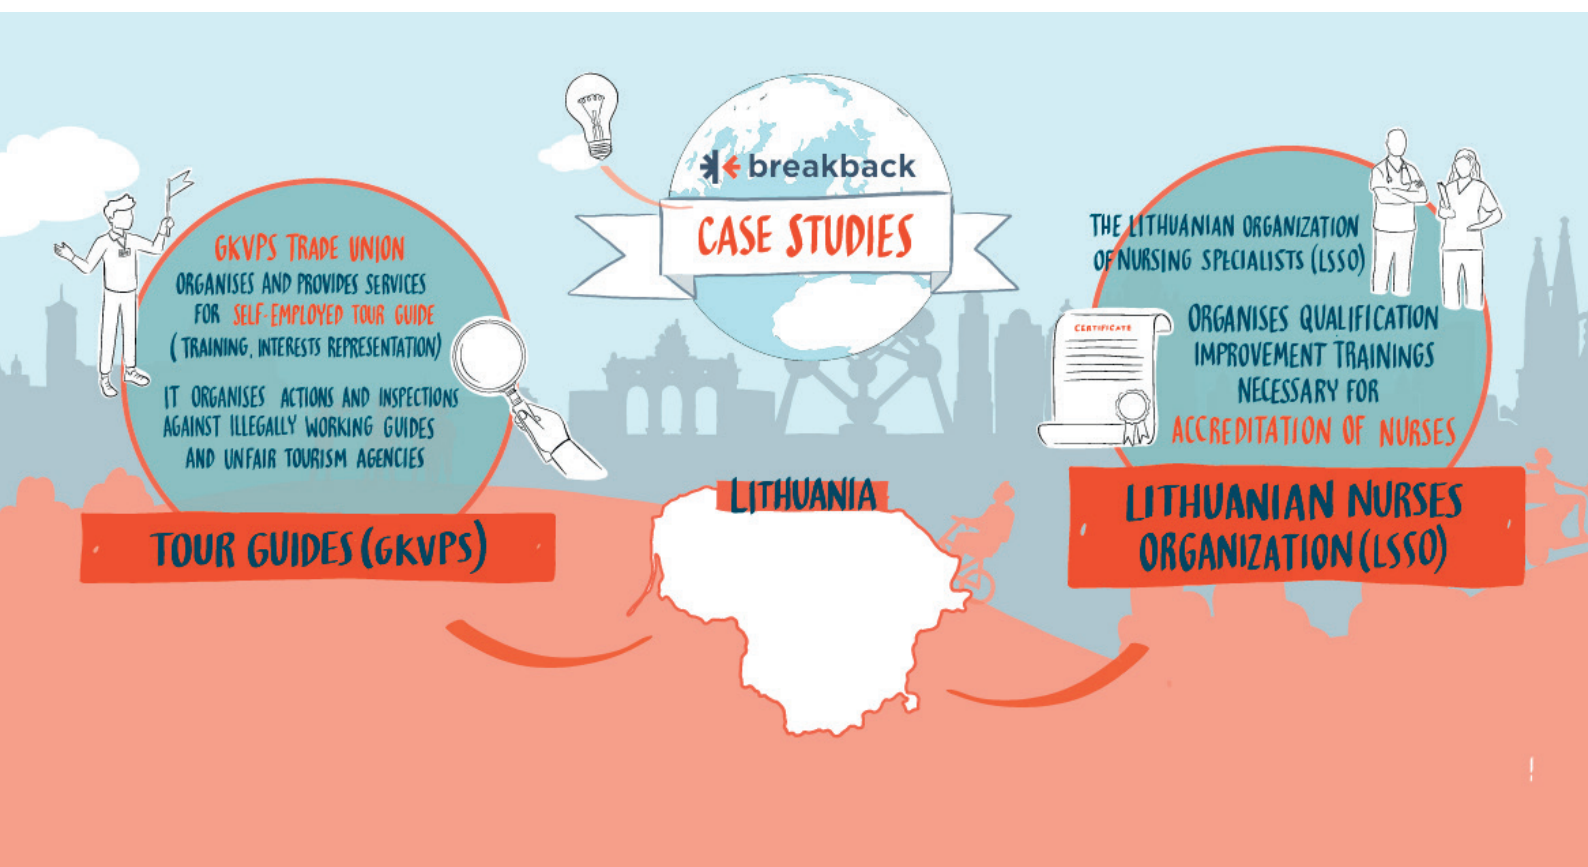 breakback
CASE STUDIES
GKVPS TRADE UNION
ORGANISES AND PROVIDES SERVICES
FOR SELF-EMPLOYED TOUR GUIDE
(TRAINING, INTERESTS REPRESENTATION)
IT ORGANISES ACTIONS AND INSPECTIONS
AGAINST ILLEGALLY WORKING GUIDES
AND UNFAIR TOURISM AGENCIES
TOUR GUIDES (GKVPS)
LITHUANIA
THE LITHUANIAN ORGANIZATION
OF NURSING SPECIALISTS (LSSO)
CERTIFICATE
ORGANISES QUALIFICATION
IMPROVEMENT TRAININGS
NECESSARY FOR
ACCREDITATION OF NURSES
LITHUANIAN NURSES
ORGANIZATION (LSSO)
!